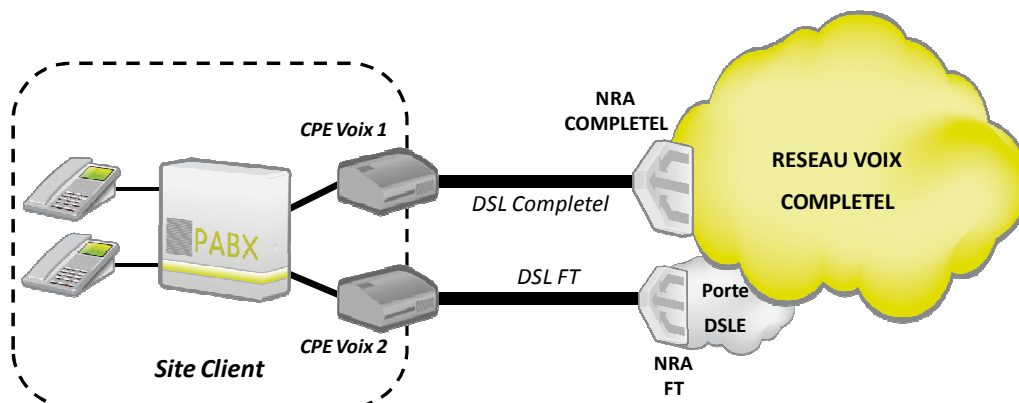 NRA
COMPLETEL
CPE Voix 1
RESEAU VOIX
COMPLETEL
DSL Completel
PABX
DSL FT
Porte
DSLE
CPE Voix 2
Site Client
NRA
FT